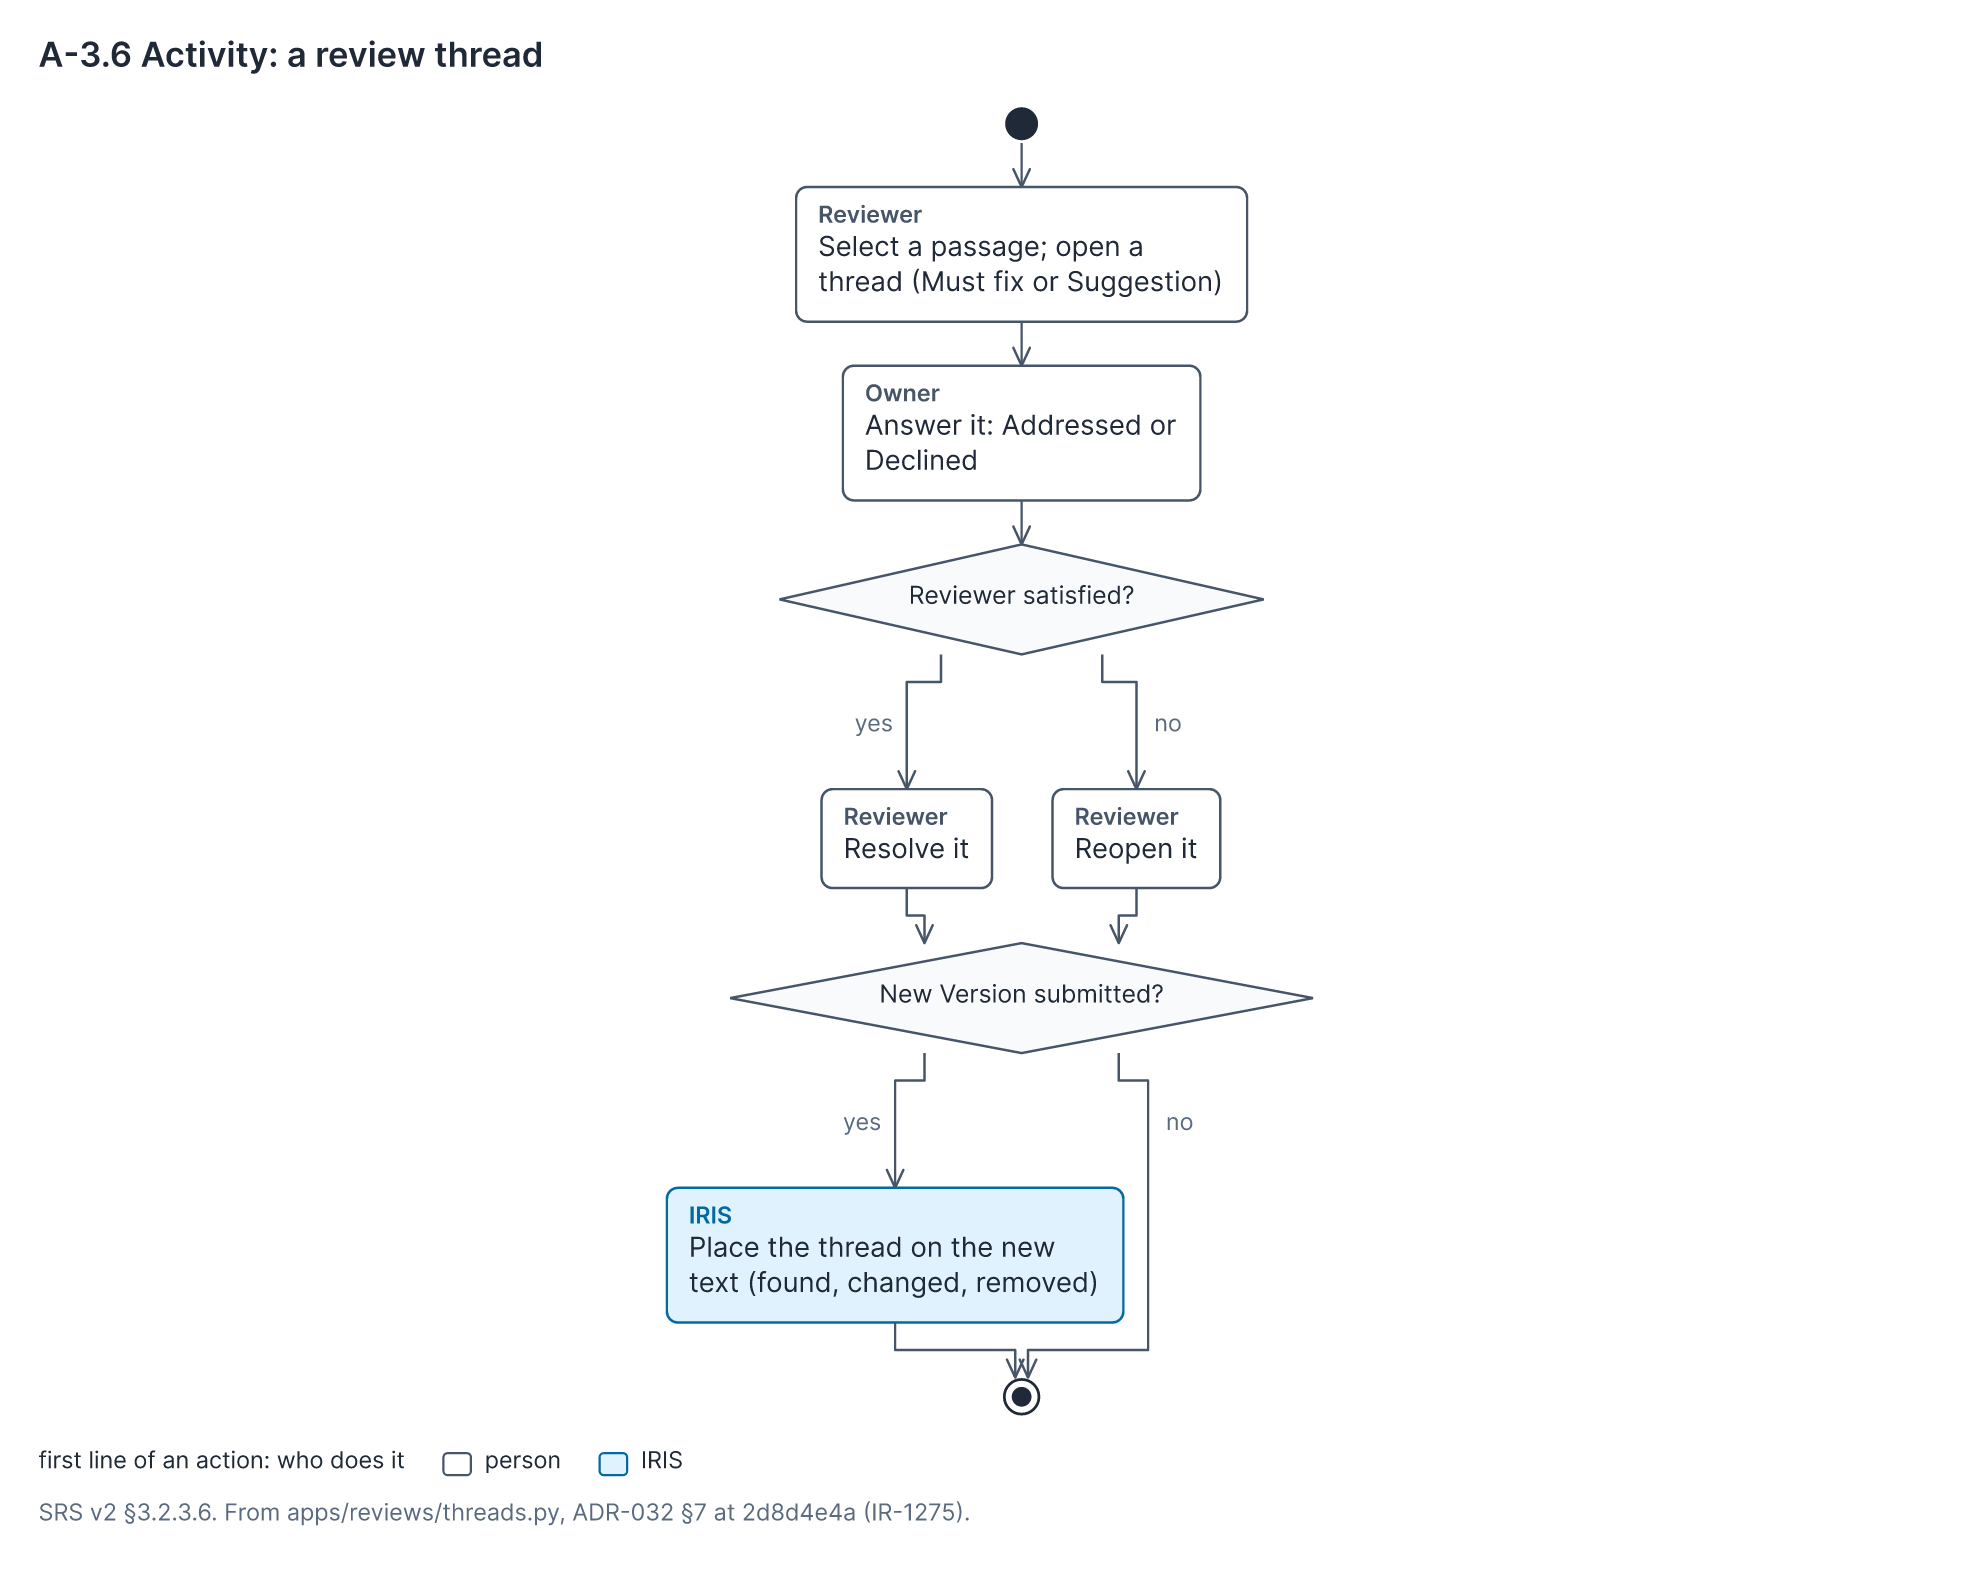 A-3.6 Activity: a review thread
Reviewer
Select a passage; open a
thread (Must fix or Suggestion)
Owner
Answer it: Addressed or
Declined
Reviewer satisfied?
yes
no
Reviewer
Resolve it
Reviewer
Reopen it
New Version submitted?
yes
no
IRIS
Place the thread on the new
text (found, changed, removed)
first line of an action: who does it
person
IRIS
SRS v2 §3.2.3.6. From apps/reviews/threads.py, ADR-032 §7 at 2d8d4e4a (IR-1275).